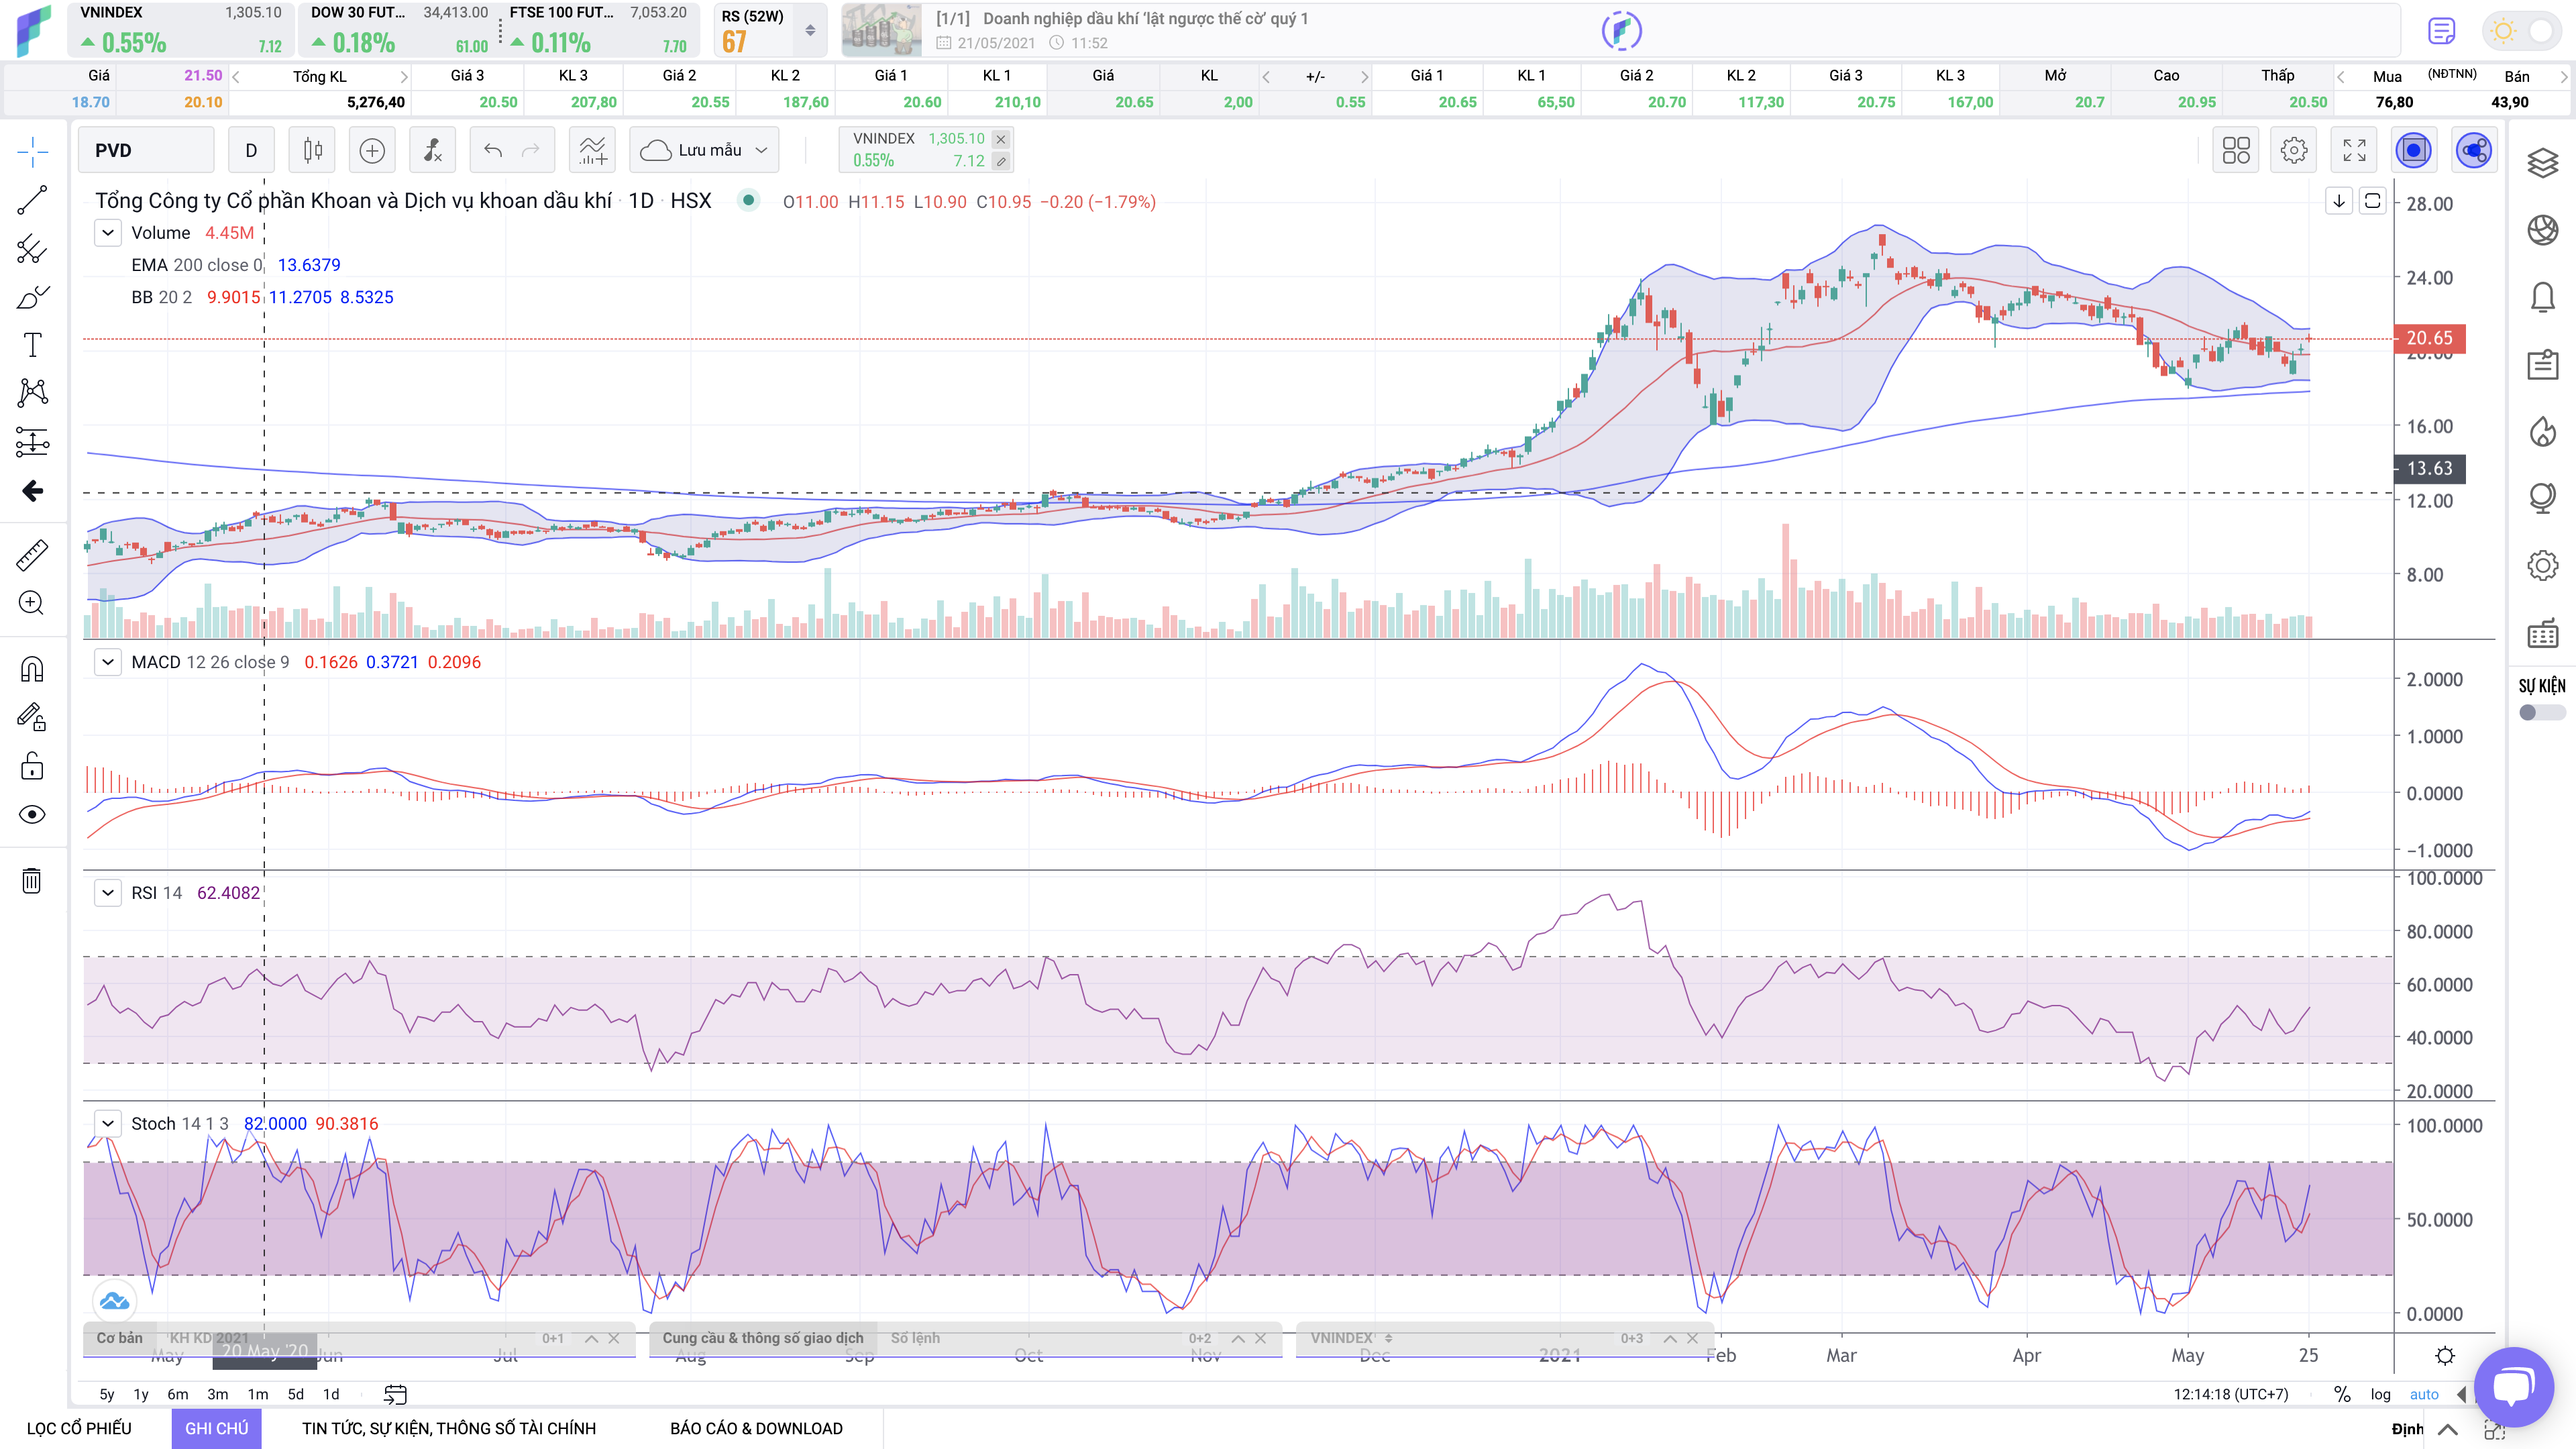 VNINDEX 1,305.10 DOW 30 FUT... 34,413.00 FTSE 100 FUT... 7,053.20 RS (52W) [1/1] Doanh nghiệp dầu khí ‘lật ngược thế cờ’ quý 1
0.55% 7.12 0.18% 61.00 0.11% 7.70 67 21/05/2021 11:52
Giá 21.50 Tổng KL Giá 3 KL 3 Giá 2 KL 2 Giá 1 KL 1 Giá KL +/- Giá 1 KL 1 Giá 2 KL 2 Giá 3 KL 3 Mở Cao Thấp Mua (NĐTNN) Bán
18.70 20.10 5,276,40 20.50 207,80 20.55 187,60 20.60 210,10 20.65 2,00 0.55 20.65 65,50 20.70 117,30 20.75 167,00 20.7 20.95 20.50 76,80 43,90
PVD D Lưu mẫu VNINDEX 1,305.10
0.55% 7.12
Tổng Công ty Cổ phần Khoan và Dịch vụ khoan dầu khí · 1D · HSX O11.00 H11.15 L10.90 C10.95 −0.20 (−1.79%)
Volume 4.45M
EMA 200 close 0 13.6379
BB 20 2 9.9015 11.2705 8.5325
28.00
24.00
20.65
20.00
16.00
13.63
12.00
8.00
MACD 12 26 close 9 0.1626 0.3721 0.2096
2.0000
1.0000
0.0000
−1.0000
RSI 14 62.4082
100.0000
80.0000
60.0000
40.0000
20.0000
Stoch 14 1 3 82.0000 90.3816
100.0000
50.0000
0.0000
SỰ KIỆN
Cơ bản KH KD 2021 0+1 Cung cầu & thông số giao dịch Sổ lệnh 0+2 VNINDEX 0+3
May 20 May '20 Jun Jul Aug Sep Oct Nov Dec 2021 Feb Mar Apr May 25
5y 1y 6m 3m 1m 5d 1d 12:14:18 (UTC+7) % log auto
LỌC CỔ PHIẾU GHI CHÚ TIN TỨC, SỰ KIỆN, THÔNG SỐ TÀI CHÍNH BÁO CÁO & DOWNLOAD Định